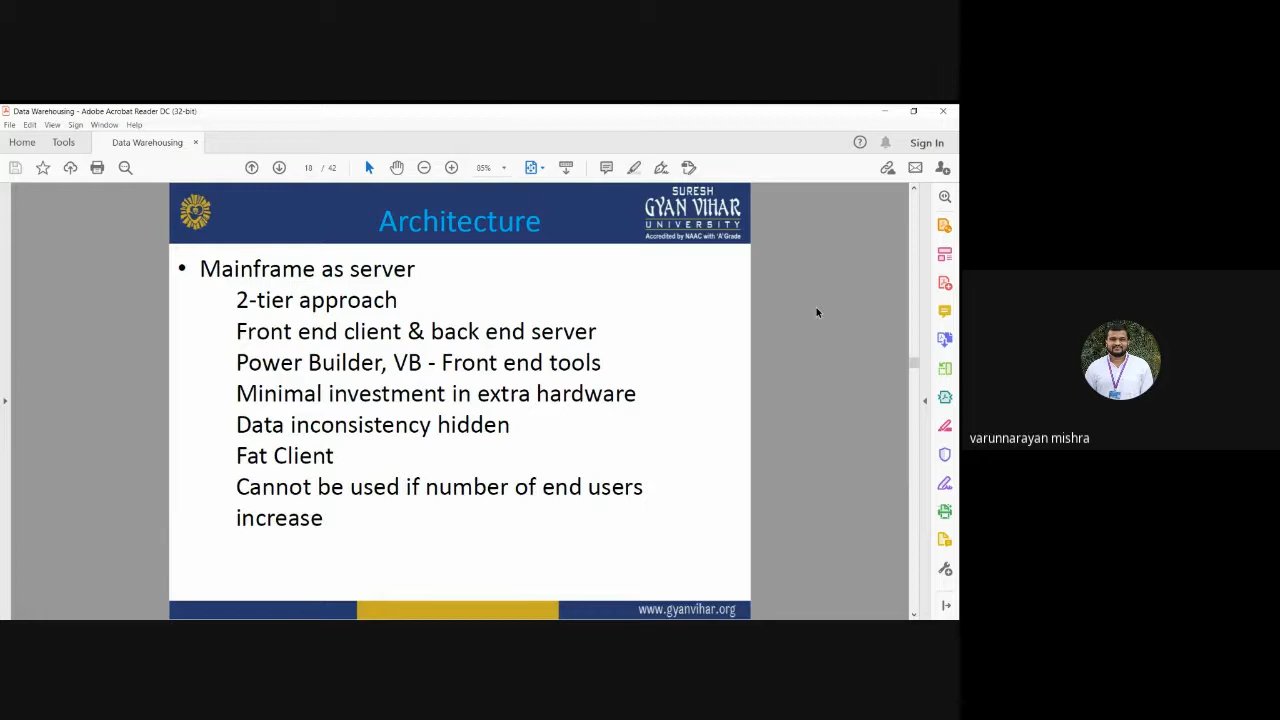 Data Warehousing - Adobe Acrobat Reader DC (32-bit)
File Edit View Sign Window Help
Home Tools Data Warehousing × Sign In
18 / 42 85%
SURESH
GYAN VIHAR
UNIVERSITY
Accredited by NAAC with 'A' Grade
Architecture
• Mainframe as server
2-tier approach
Front end client & back end server
Power Builder, VB - Front end tools
Minimal investment in extra hardware
Data inconsistency hidden
Fat Client
Cannot be used if number of end users
increase
www.gyanvihar.org
varunnarayan mishra